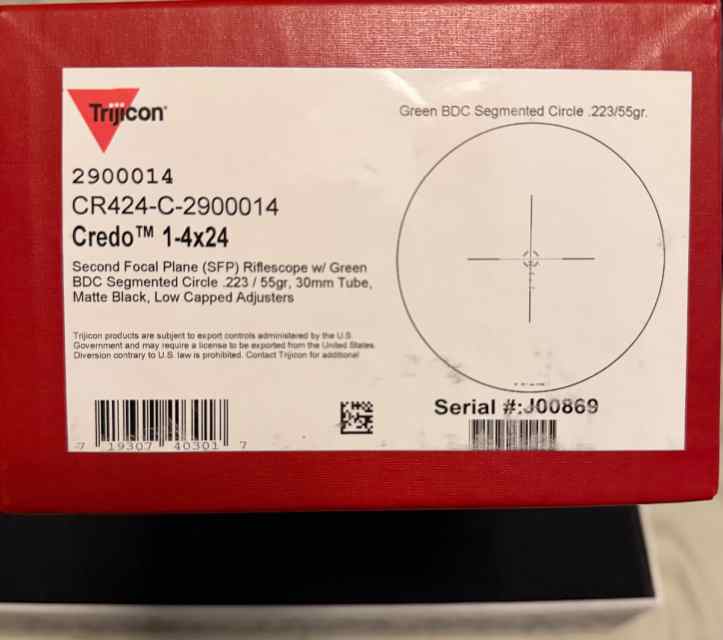 Trijicon®
2900014
CR424-C-2900014
Credo™ 1-4x24
Second Focal Plane (SFP) Riflescope w/ Green
BDC Segmented Circle .223 / 55gr, 30mm Tube,
Matte Black, Low Capped Adjusters
Trijicon products are subject to export controls administered by the U.S.
Government and may require a license to be exported from the United States.
Diversion contrary to U.S. law is prohibited. Contact Trijicon for additional
7 19307 40301 7
Green BDC Segmented Circle .223/55gr.
Serial #:J00869